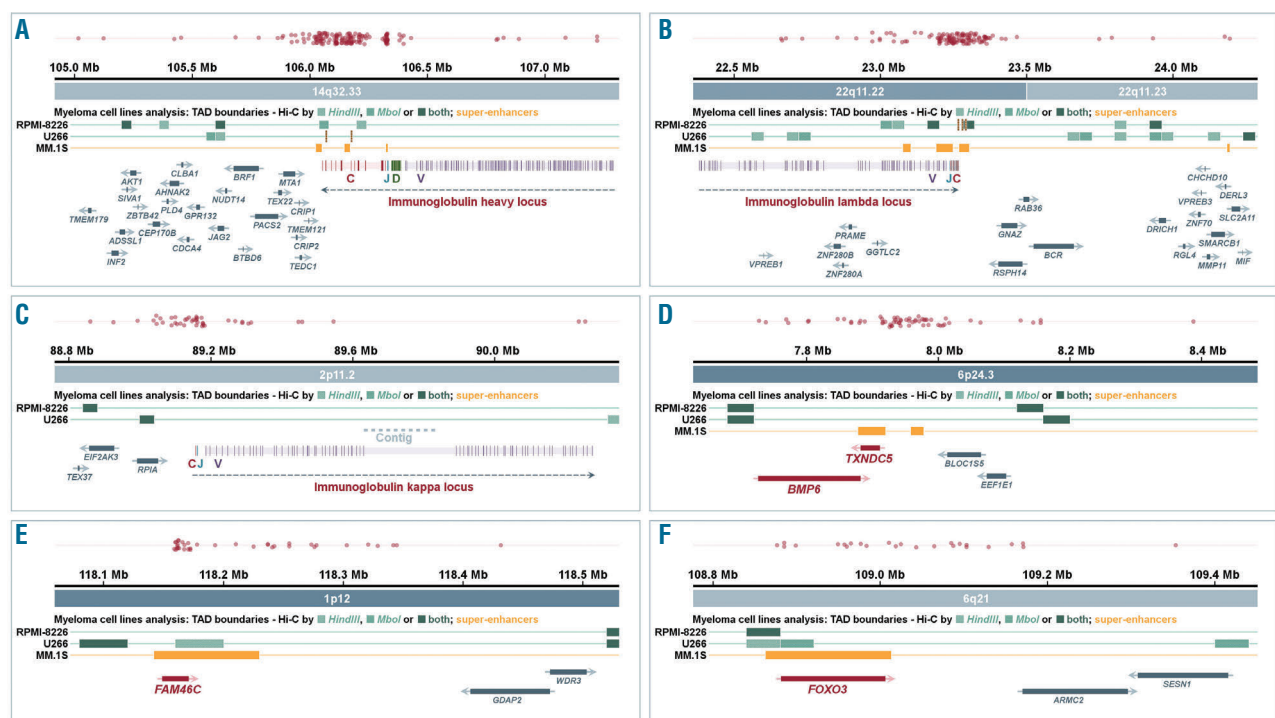 A
105.0 Mb 105.5 Mb 106.0 Mb 106.5 Mb 107.0 Mb
14q32.33
Myeloma cell lines analysis: TAD boundaries - Hi-C by HindIII, MboI or both; super-enhancers
RPMI-8226
U266
MM.1S
C J D V
Immunoglobulin heavy locus
CLBA1 BRF1
AKT1 AHNAK2 MTA1
SIVA1 NUDT14 TEX22
ZBTB42 PLD4 CRIP1
TMEM179 GPR132 PACS2
CEP170B TMEM121
ADSSL1 JAG2 CRIP2
CDCA4 BTBD6
INF2 TEDC1
B
22.5 Mb 23.0 Mb 23.5 Mb 24.0 Mb
22q11.22 22q11.23
Myeloma cell lines analysis: TAD boundaries - Hi-C by HindIII, MboI or both; super-enhancers
RPMI-8226
U266
MM.1S
V J C
Immunoglobulin lambda locus
CHCHD10
RAB36 VPREB3 DERL3
PRAME GNAZ DRICH1 ZNF70 SLC2A11
ZNF280B GGTLC2 BCR SMARCB1
VPREB1 RGL4 MIF
ZNF280A RSPH14 MMP11
C
88.8 Mb 89.2 Mb 89.6 Mb 90.0 Mb
2p11.2
Myeloma cell lines analysis: TAD boundaries - Hi-C by HindIII, MboI or both; super-enhancers
RPMI-8226
U266
Contig
EIF2AK3 C J V
TEX37 RPIA
Immunoglobulin kappa locus
D
7.8 Mb 8.0 Mb 8.2 Mb 8.4 Mb
6p24.3
Myeloma cell lines analysis: TAD boundaries - Hi-C by HindIII, MboI or both; super-enhancers
RPMI-8226
U266
MM.1S
TXNDC5 BLOC1S5
BMP6 EEF1E1
E
118.1 Mb 118.2 Mb 118.3 Mb 118.4 Mb 118.5 Mb
1p12
Myeloma cell lines analysis: TAD boundaries - Hi-C by HindIII, MboI or both; super-enhancers
RPMI-8226
U266
MM.1S
FAM46C WDR3
GDAP2
F
108.8 Mb 109.0 Mb 109.2 Mb 109.4 Mb
6q21
Myeloma cell lines analysis: TAD boundaries - Hi-C by HindIII, MboI or both; super-enhancers
RPMI-8226
U266
MM.1S
FOXO3 SESN1
ARMC2